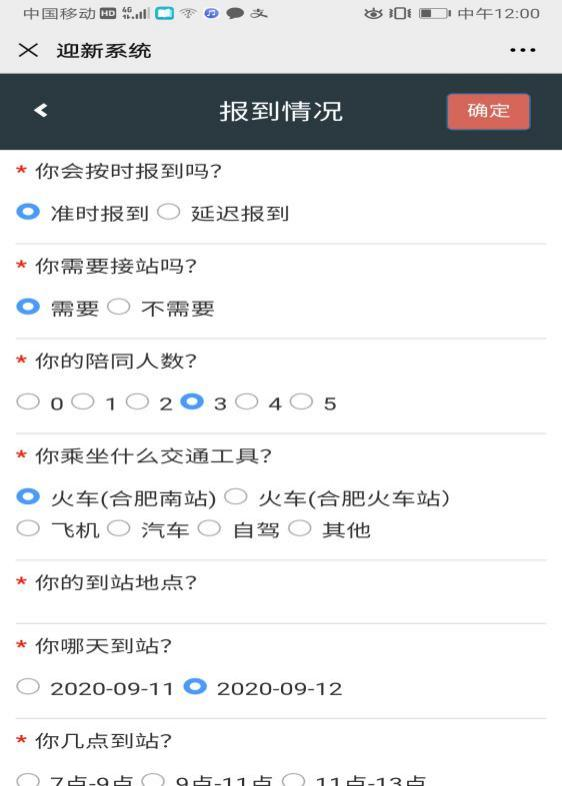 中国移动 HD 4G 中午12:00
迎新系统
报到情况 确定
* 你会按时报到吗?
准时报到 延迟报到
* 你需要接站吗?
需要 不需要
* 你的陪同人数?
0 1 2 3 4 5
* 你乘坐什么交通工具?
火车(合肥南站) 火车(合肥火车站）
飞机 汽车 自驾 其他
* 你的到站地点?
* 你哪天到站?
2020-09-11 2020-09-12
* 你几点到站?
7点-9点 9点-11点 11点-13点